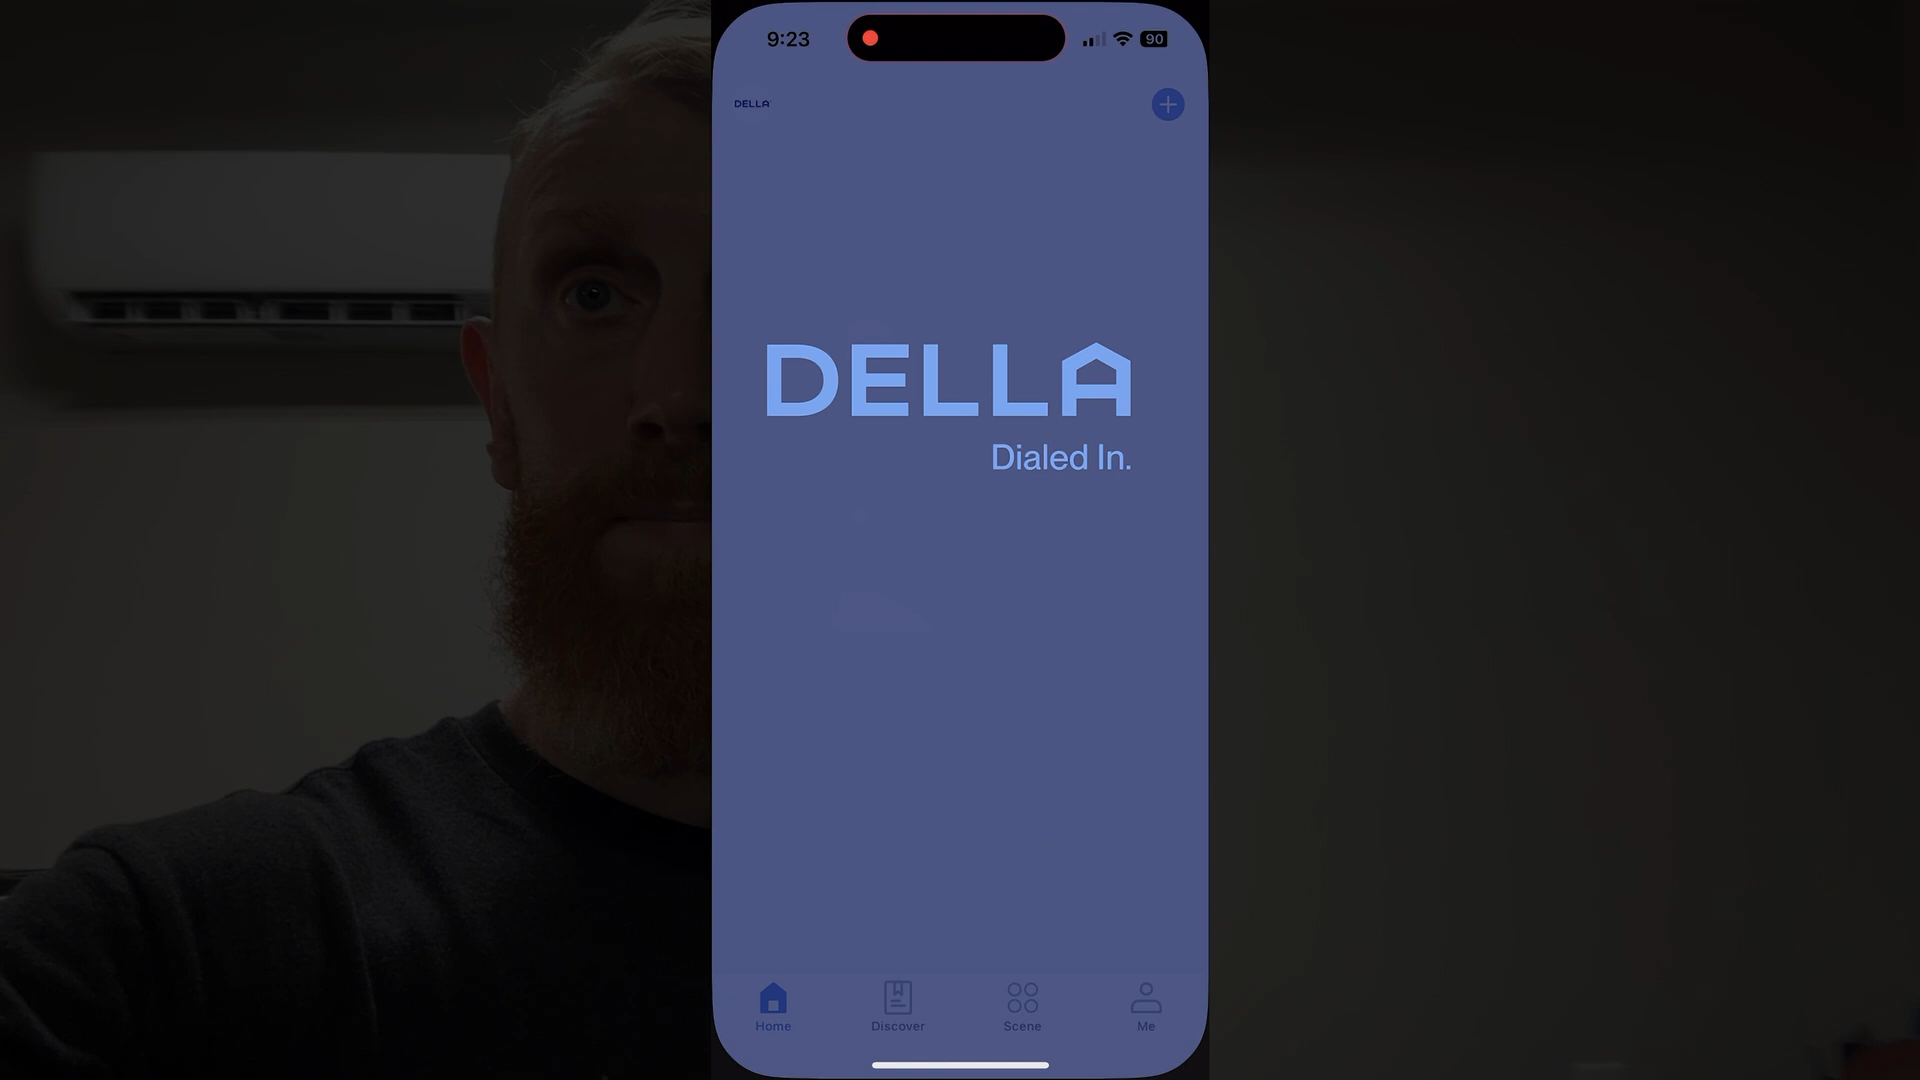 9:23
90
DELLA
DELLA
Dialed In.
Home
Discover
Scene
Me